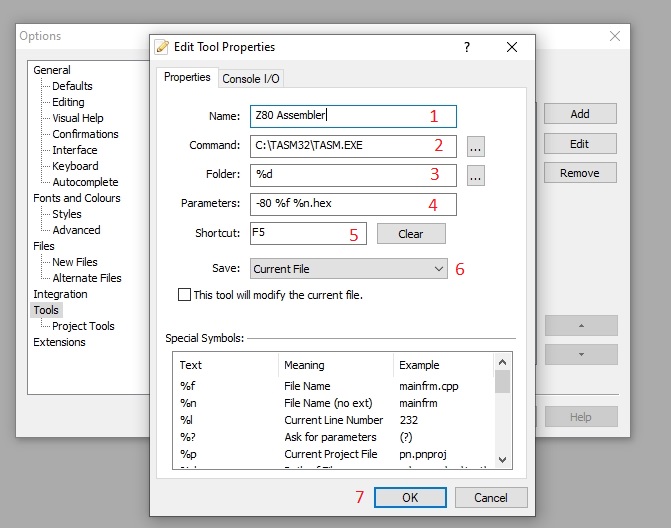 Options
Edit Tool Properties
?
Properties
Console I/O
Name: Z80 Assembler 1
Command: C:\TASM32\TASM.EXE 2 ...
Folder: %d 3 ...
Parameters: -80 %f %n.hex 4
Shortcut: F5 5 Clear
Save: Current File 6
This tool will modify the current file.
Special Symbols:
Text Meaning Example
%f File Name mainfrm.cpp
%n File Name (no ext) mainfrm
%l Current Line Number 232
%? Ask for parameters (?)
%p Current Project File pn.pnproj
7 OK Cancel
General
Defaults
Editing
Visual Help
Confirmations
Interface
Keyboard
Autocomplete
Fonts and Colours
Styles
Advanced
Files
New Files
Alternate Files
Integration
Tools
Project Tools
Extensions
Add
Edit
Remove
Help